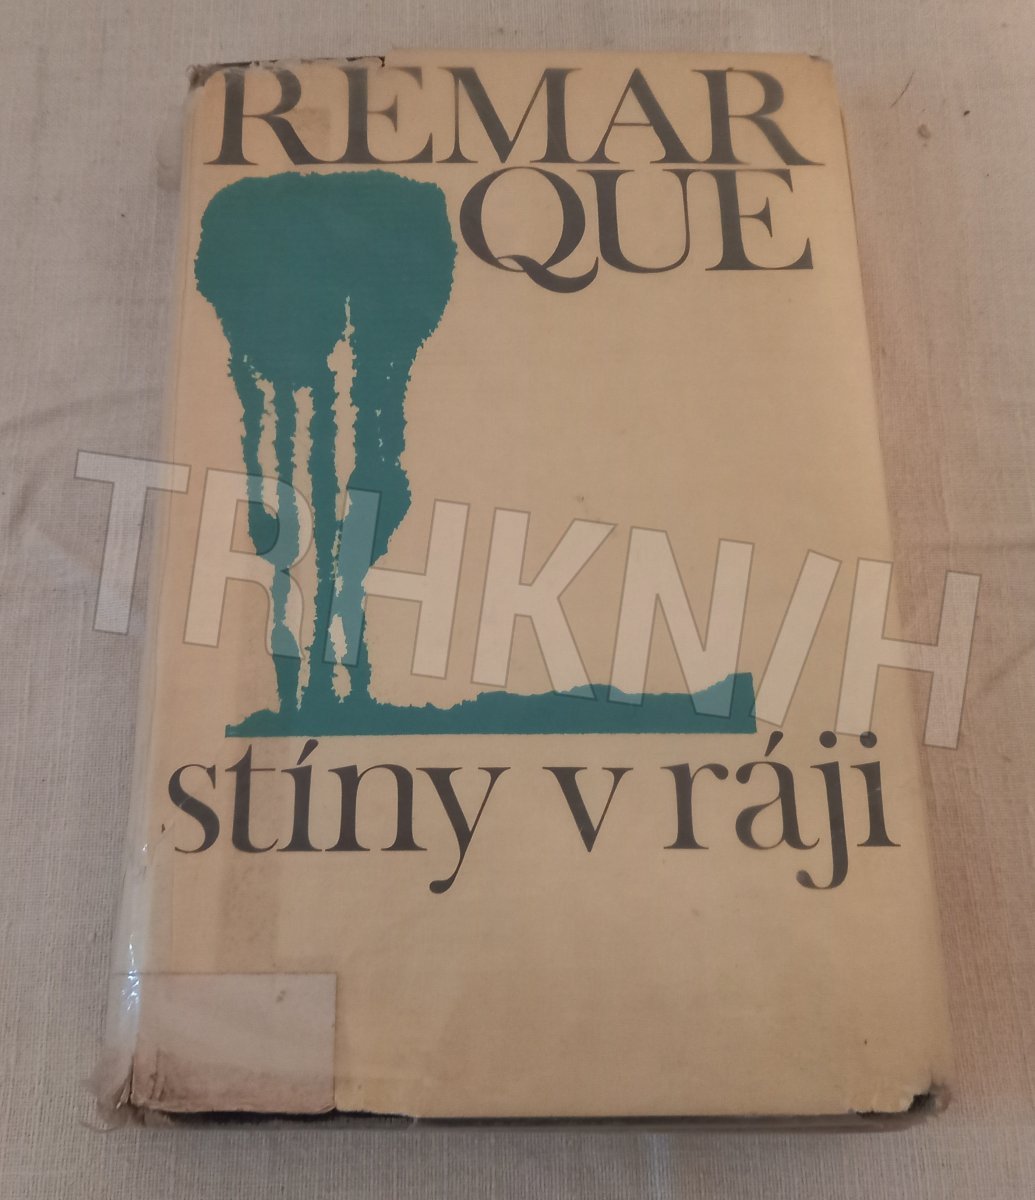 REMAR
QUE
TRHKNIH
stíny v ráji